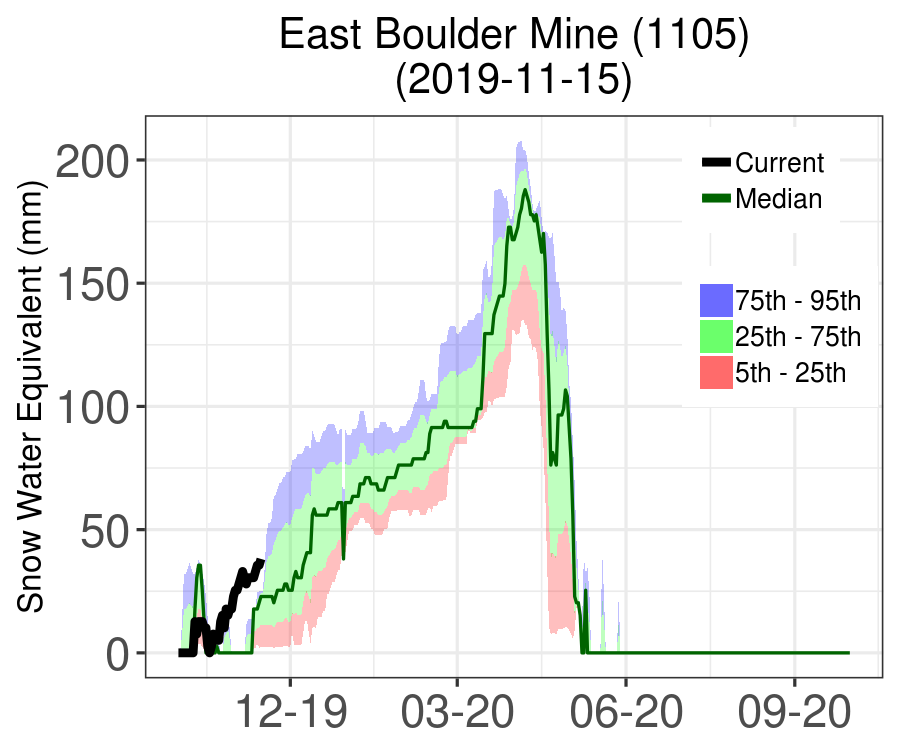 East Boulder Mine (1105)
(2019-11-15)
Snow Water Equivalent (mm)
200
150
100
50
0
12-19
03-20
06-20
09-20
Current
Median
75th - 95th
25th - 75th
5th - 25th